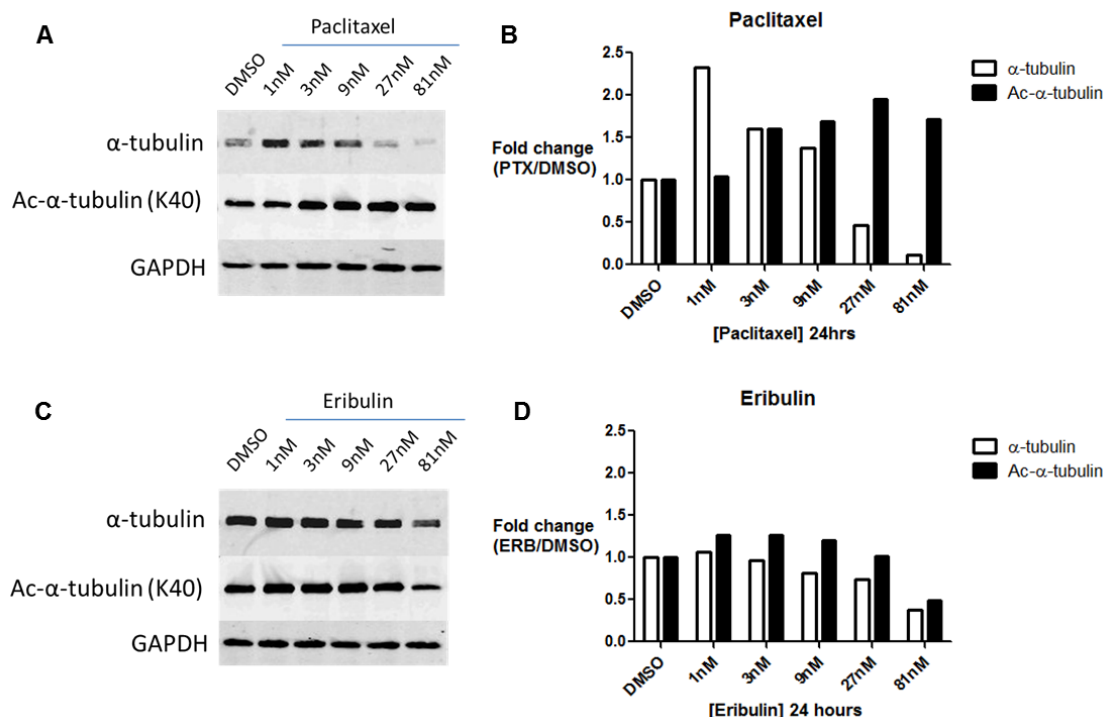 A
Paclitaxel
DMSO
1nM
3nM
9nM
27nM
81nM
α-tubulin
Ac-α-tubulin (K40)
GAPDH
B
Paclitaxel
2.5
2.0
1.5
1.0
0.5
0.0
Fold change
(PTX/DMSO)
α-tubulin
Ac-α-tubulin
DMSO
1nM
3nM
9nM
27nM
81nM
[Paclitaxel] 24hrs
C
Eribulin
DMSO
1nM
3nM
9nM
27nM
81nM
α-tubulin
Ac-α-tubulin (K40)
GAPDH
D
Eribulin
2.5
2.0
1.5
1.0
0.5
0.0
Fold change
(ERB/DMSO)
α-tubulin
Ac-α-tubulin
DMSO
1nM
3nM
9nM
27nM
81nM
[Eribulin] 24 hours